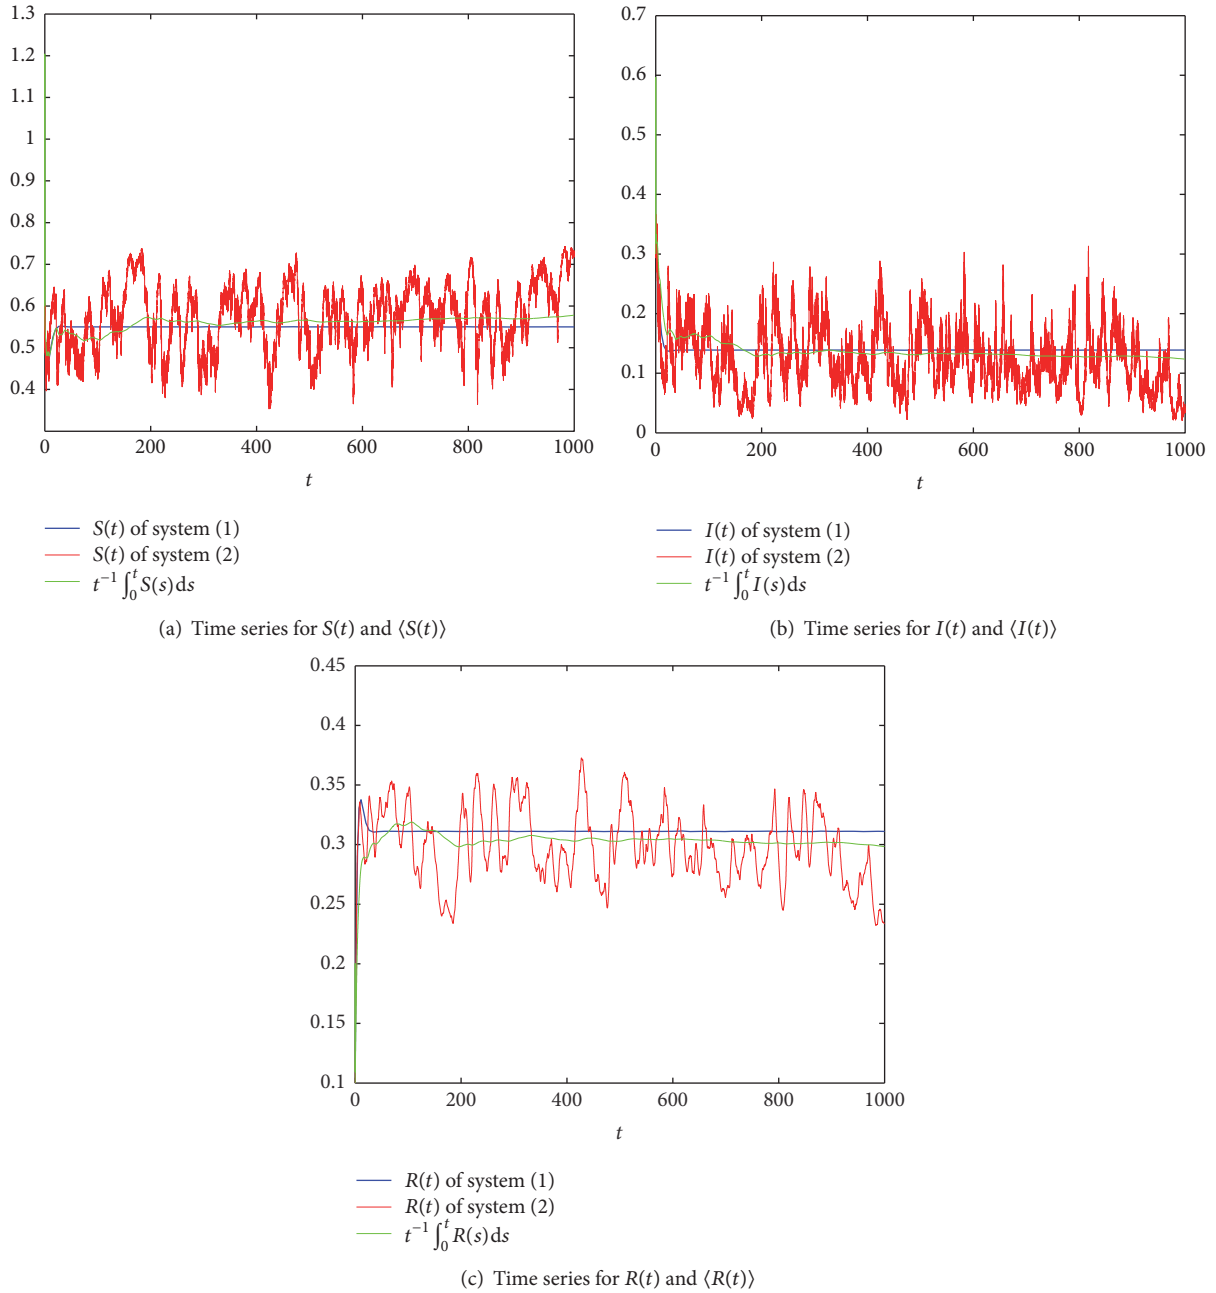 1.3
1.2
1.1
1
0.9
0.8
0.7
0.6
0.5
0.4
0 200 400 600 800 1000
t
S(t) of system (1)
S(t) of system (2)
t⁻¹ ∫₀ᵗ S(s)ds
(a) Time series for S(t) and ⟨S(t)⟩
0.7
0.6
0.5
0.4
0.3
0.2
0.1
0
0 200 400 600 800 1000
t
I(t) of system (1)
I(t) of system (2)
t⁻¹ ∫₀ᵗ I(s)ds
(b) Time series for I(t) and ⟨I(t)⟩
0.45
0.4
0.35
0.3
0.25
0.2
0.15
0.1
0 200 400 600 800 1000
t
R(t) of system (1)
R(t) of system (2)
t⁻¹ ∫₀ᵗ R(s)ds
(c) Time series for R(t) and ⟨R(t)⟩